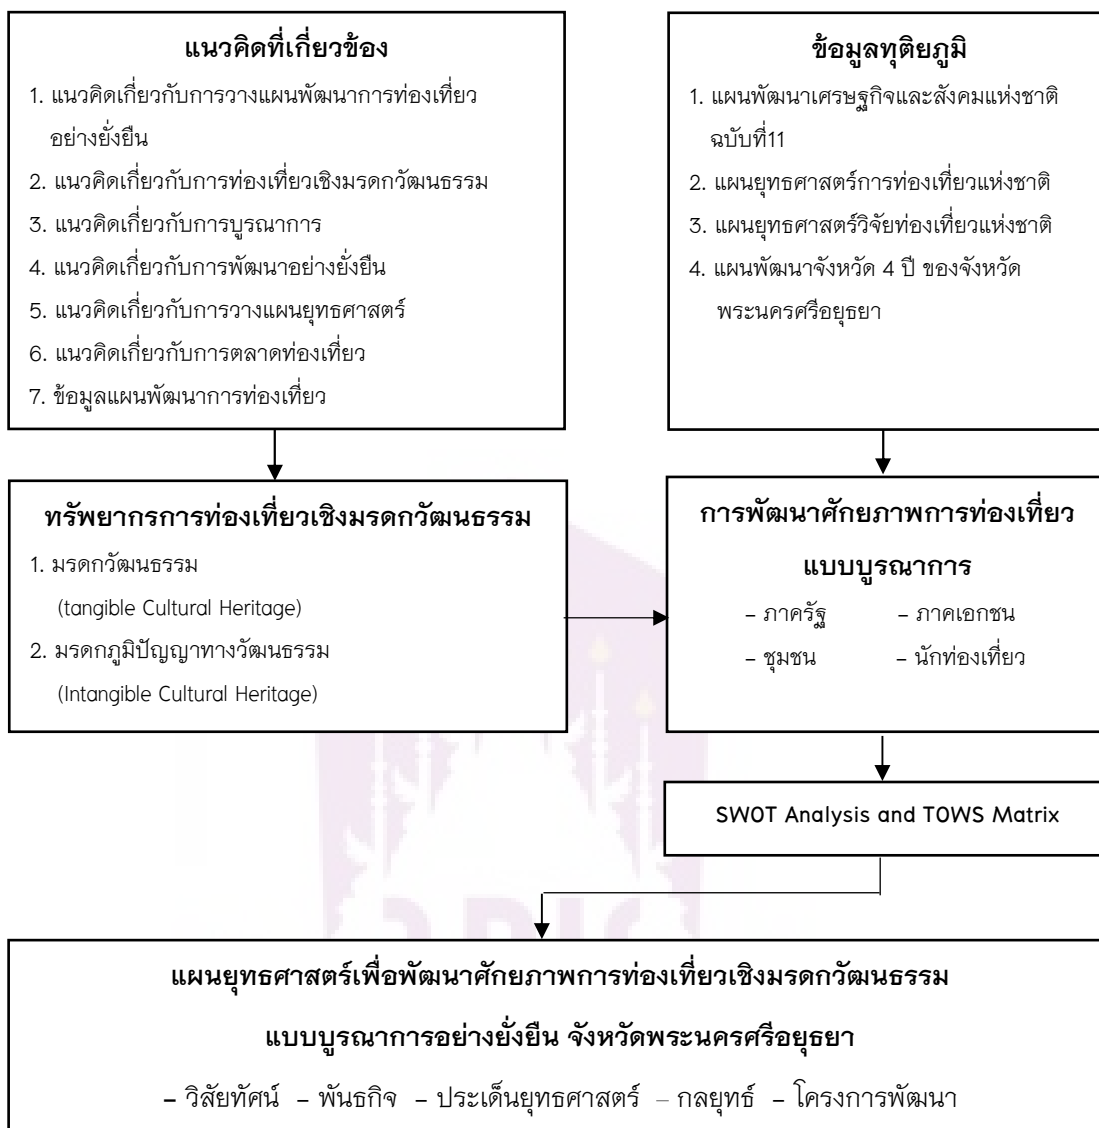 แนวคิดที่เกี่ยวข้อง
1. แนวคิดเกี่ยวกับการวางแผนพัฒนาการท่องเที่ยว
อย่างยั่งยืน
2. แนวคิดเกี่ยวกับการท่องเที่ยวเชิงมรดกวัฒนธรรม
3. แนวคิดเกี่ยวกับการบูรณาการ
4. แนวคิดเกี่ยวกับการพัฒนาอย่างยั่งยืน
5. แนวคิดเกี่ยวกับการวางแผนยุทธศาสตร์
6. แนวคิดเกี่ยวกับการตลาดท่องเที่ยว
7. ข้อมูลแผนพัฒนาการท่องเที่ยว
ข้อมูลทุติยภูมิ
1. แผนพัฒนาเศรษฐกิจและสังคมแห่งชาติ
ฉบับที่11
2. แผนยุทธศาสตร์การท่องเที่ยวแห่งชาติ
3. แผนยุทธศาสตร์วิจัยท่องเที่ยวแห่งชาติ
4. แผนพัฒนาจังหวัด 4 ปี ของจังหวัด
พระนครศรีอยุธยา
ทรัพยากรการท่องเที่ยวเชิงมรดกวัฒนธรรม
1. มรดกวัฒนธรรม
(tangible Cultural Heritage)
2. มรดกภูมิปัญญาทางวัฒนธรรม
(Intangible Cultural Heritage)
การพัฒนาศักยภาพการท่องเที่ยว
แบบบูรณาการ
– ภาครัฐ – ภาคเอกชน
– ชุมชน – นักท่องเที่ยว
SWOT Analysis and TOWS Matrix
แผนยุทธศาสตร์เพื่อพัฒนาศักยภาพการท่องเที่ยวเชิงมรดกวัฒนธรรม
แบบบูรณาการอย่างยั่งยืน จังหวัดพระนครศรีอยุธยา
– วิสัยทัศน์ – พันธกิจ – ประเด็นยุทธศาสตร์ – กลยุทธ์ – โครงการพัฒนา